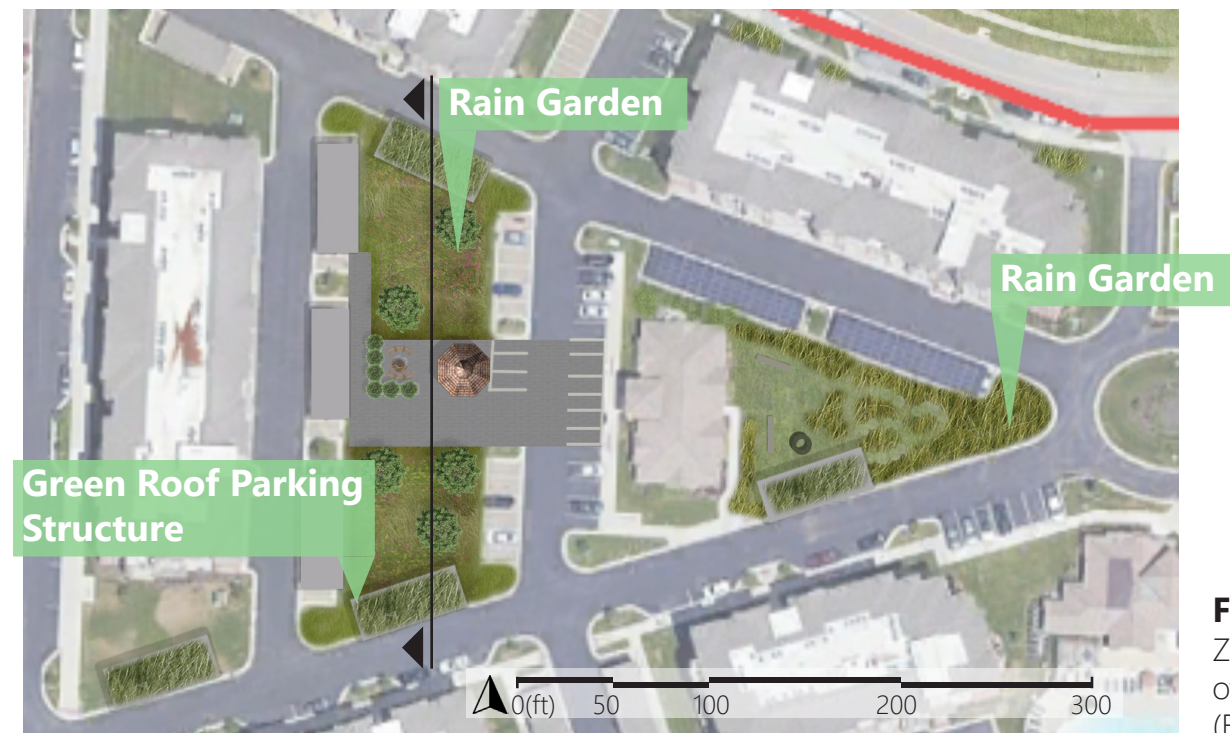 Rain Garden
Rain Garden
Green Roof Parking
Structure
0(ft) 50 100 200 300
F
Z
o
(F